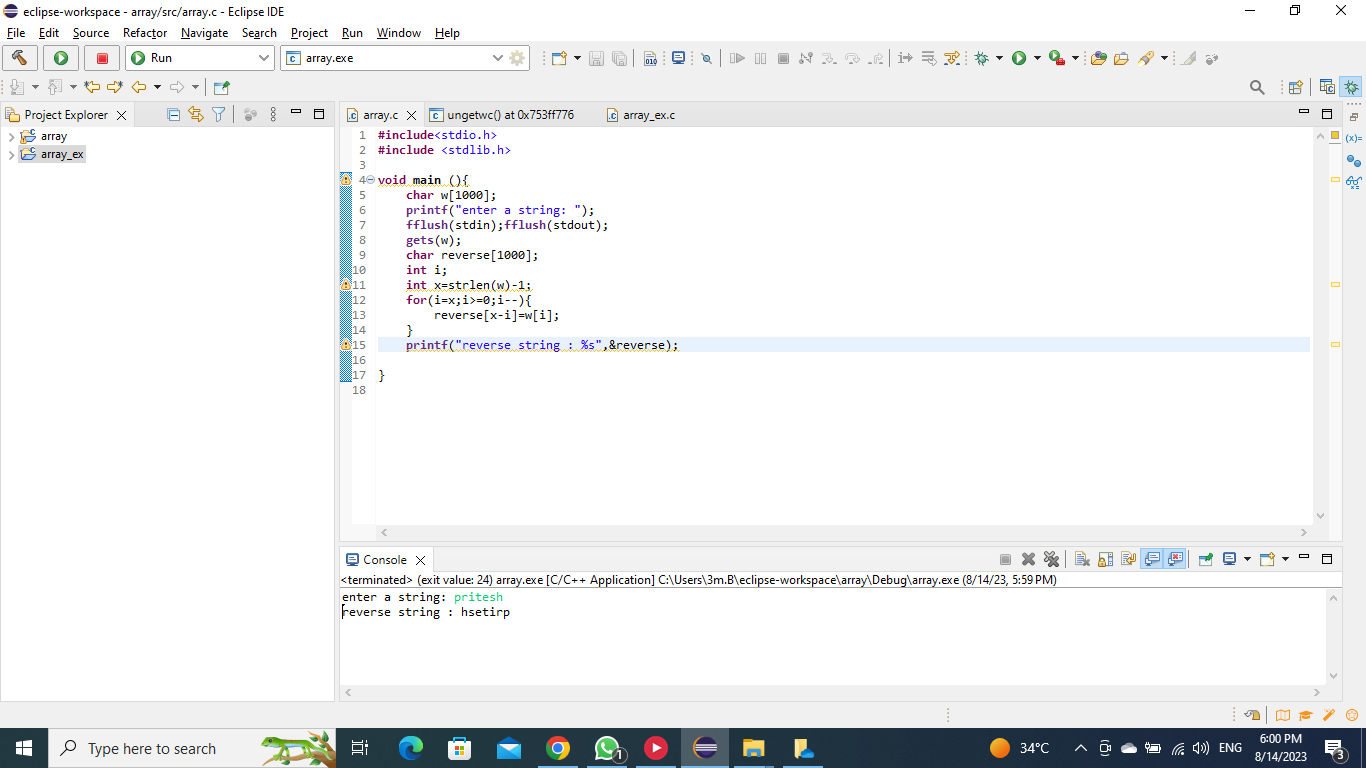 eclipse-workspace - array/src/array.c - Eclipse IDE
File Edit Source Refactor Navigate Search Project Run Window Help
Run array.exe
Project Explorer
array
array_ex
array.c ungetwc() at 0x753ff776 array_ex.c
1 #include<stdio.h>
2 #include <stdlib.h>
3
4 void main (){
5 char w[1000];
6 printf("enter a string: ");
7 fflush(stdin);fflush(stdout);
8 gets(w);
9 char reverse[1000];
10 int i;
11 int x=strlen(w)-1;
12 for(i=x;i>=0;i--){
13 reverse[x-i]=w[i];
14 }
15 printf("reverse string : %s",&reverse);
16
17 }
18
Console
<terminated> (exit value: 24) array.exe [C/C++ Application] C:\Users\3m.B\eclipse-workspace\array\Debug\array.exe (8/14/23, 5:59 PM)
enter a string: pritesh
reverse string : hsetirp
Type here to search
1
34°C
ENG
6:00 PM
8/14/2023
3